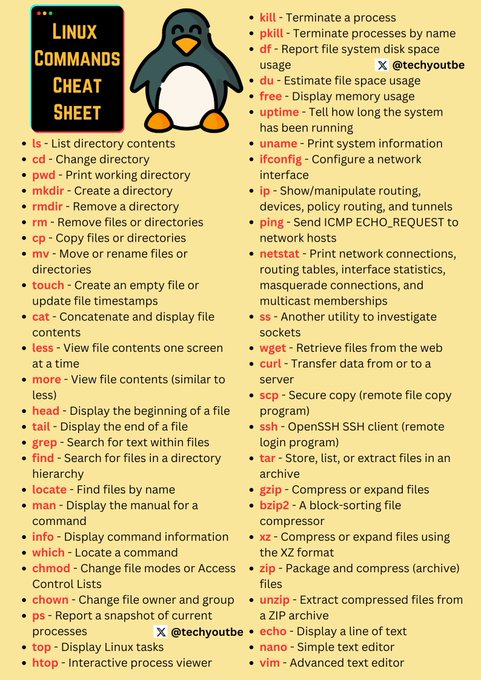 Linux
Commands
Cheat
Sheet
ls - List directory contents
cd - Change directory
pwd - Print working directory
mkdir - Create a directory
rmdir - Remove a directory
rm - Remove files or directories
cp - Copy files or directories
mv - Move or rename files or
directories
touch - Create an empty file or
update file timestamps
cat - Concatenate and display file
contents
less - View file contents one screen
at a time
more - View file contents (similar to
less)
head - Display the beginning of a file
tail - Display the end of a file
grep - Search for text within files
find - Search for files in a directory
hierarchy
locate - Find files by name
man - Display the manual for a
command
info - Display command information
which - Locate a command
chmod - Change file modes or Access
Control Lists
chown - Change file owner and group
ps - Report a snapshot of current
processes
@techyoutbe
top - Display Linux tasks
htop - Interactive process viewer
kill - Terminate a process
pkill - Terminate processes by name
df - Report file system disk space
usage
@techyoutbe
du - Estimate file space usage
free - Display memory usage
uptime - Tell how long the system
has been running
uname - Print system information
ifconfig - Configure a network
interface
ip - Show/manipulate routing,
devices, policy routing, and tunnels
ping - Send ICMP ECHO_REQUEST to
network hosts
netstat - Print network connections,
routing tables, interface statistics,
masquerade connections, and
multicast memberships
ss - Another utility to investigate
sockets
wget - Retrieve files from the web
curl - Transfer data from or to a
server
scp - Secure copy (remote file copy
program)
ssh - OpenSSH SSH client (remote
login program)
tar - Store, list, or extract files in an
archive
gzip - Compress or expand files
bzip2 - A block-sorting file
compressor
xz - Compress or expand files using
the XZ format
zip - Package and compress (archive)
files
unzip - Extract compressed files from
a ZIP archive
echo - Display a line of text
nano - Simple text editor
vim - Advanced text editor